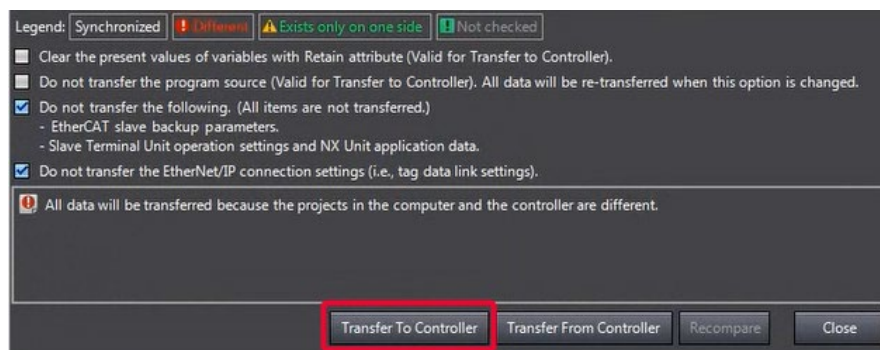 Legend: Synchronized Different Exists only on one side Not checked
Clear the present values of variables with Retain attribute (Valid for Transfer to Controller).
Do not transfer the program source (Valid for Transfer to Controller). All data will be re-transferred when this option is changed.
Do not transfer the following. (All items are not transferred.)
- EtherCAT slave backup parameters.
- Slave Terminal Unit operation settings and NX Unit application data.
Do not transfer the EtherNet/IP connection settings (i.e., tag data link settings).
All data will be transferred because the projects in the computer and the controller are different.
Transfer To Controller Transfer From Controller Recompare Close